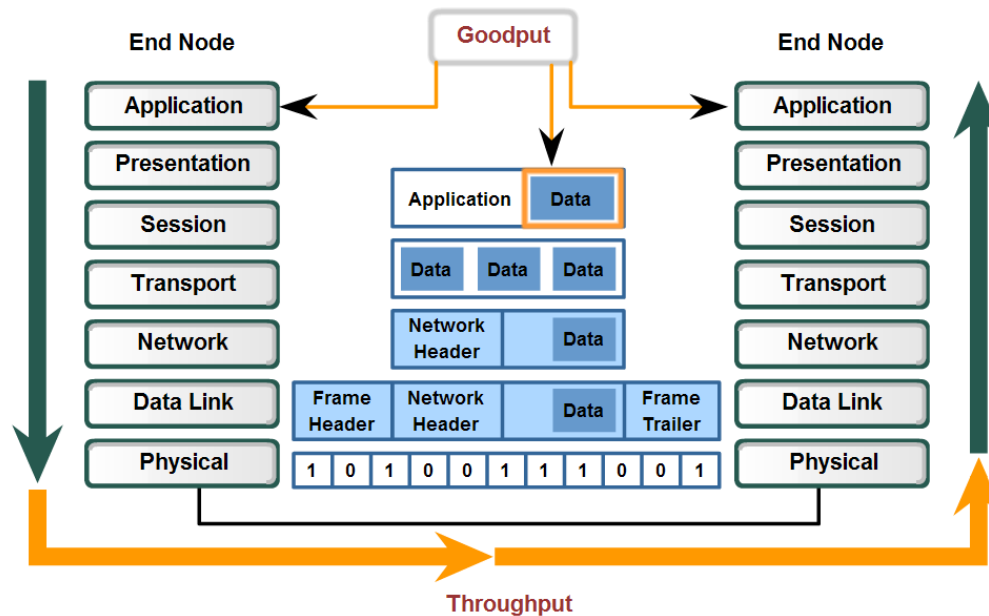 Goodput
End Node
End Node
Application
Application
Presentation
Presentation
Application Data
Session
Session
Data Data Data
Transport
Transport
Network
Header
Data
Network
Network
Frame
Header
Network
Header
Data
Frame
Trailer
Data Link
Data Link
Physical
1 0 1 0 0 1 1 1 0 0 1
Physical
Throughput